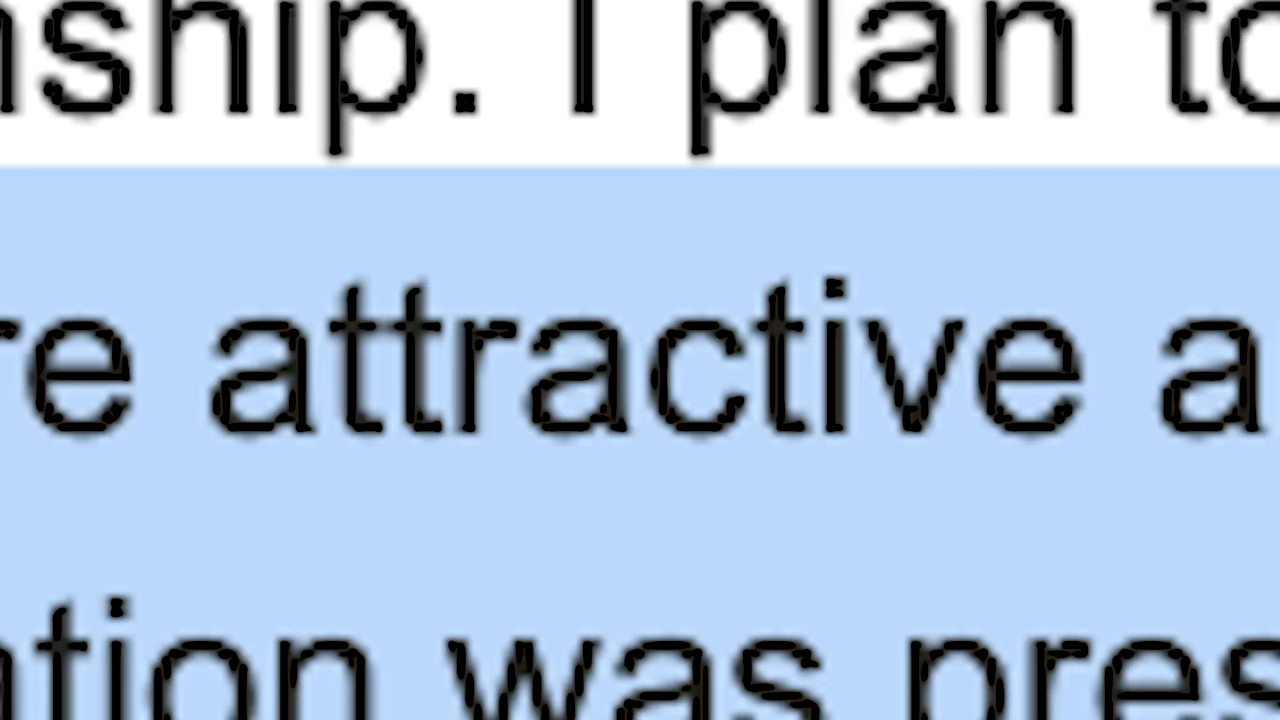 nship. I plan to
re attractive a
ation was pres